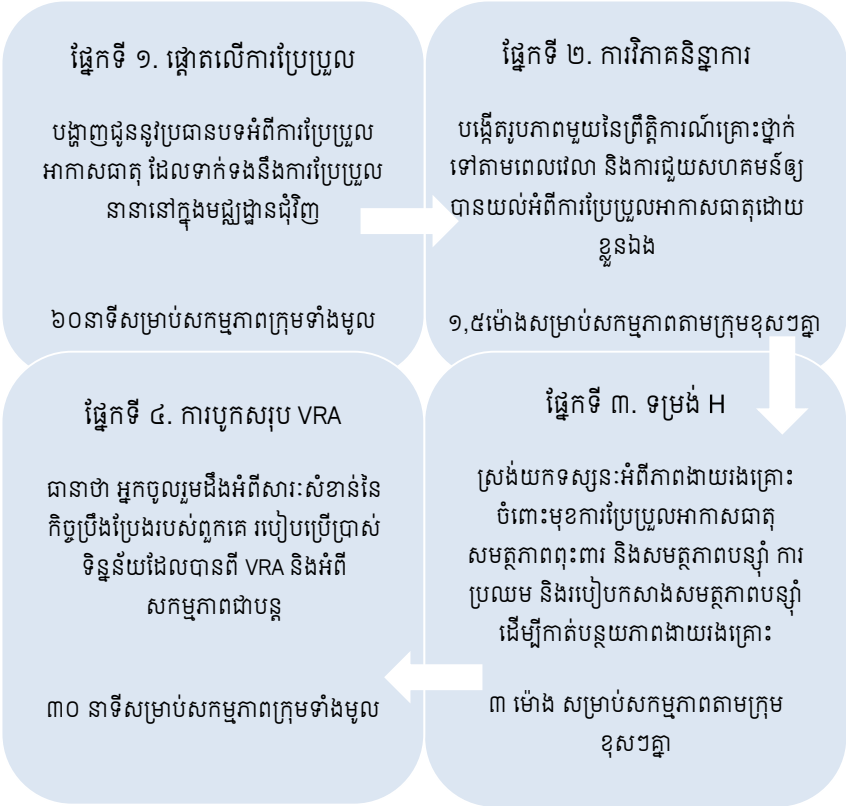 ផ្នែកទី ១. ផ្តោតលើការប្រែប្រួល
បង្ហាញជូននូវប្រធានបទអំពីការប្រែប្រួល
អាកាសធាតុ ដែលទាក់ទងនឹងការប្រែប្រួល
នានានៅក្នុងមជ្ឈដ្ឋានជុំវិញ
៦០នាទីសម្រាប់សកម្មភាពក្រុមទាំងមូល
ផ្នែកទី ២. ការវិភាគនិន្នាការ
បង្កើតរូបភាពមួយនៃព្រឹត្តិការណ៍គ្រោះថ្នាក់
ទៅតាមពេលវេលា និងការជួយសហគមន៍ឲ្យ
បានយល់អំពីការប្រែប្រួលអាកាសធាតុដោយ
ខ្លួនឯង
១,៥ម៉ោងសម្រាប់សកម្មភាពតាមក្រុមខុសៗគ្នា
ផ្នែកទី ៣. ទម្រង់ H
ស្រង់យកទស្សនៈអំពីភាពងាយរងគ្រោះ
ចំពោះមុខការប្រែប្រួលអាកាសធាតុ
សមត្ថភាពពុះពារ និងសមត្ថភាពបន្ស៊ាំ ការ
ប្រឈម និងរបៀបកសាងសមត្ថភាពបន្ស៊ាំ
ដើម្បីកាត់បន្ថយភាពងាយរងគ្រោះ
៣ ម៉ោង សម្រាប់សកម្មភាពតាមក្រុម
ខុសៗគ្នា
ផ្នែកទី ៤. ការបូកសរុប VRA
ធានាថា អ្នកចូលរួមដឹងអំពីសារៈសំខាន់នៃ
កិច្ចប្រឹងប្រែងរបស់ពួកគេ របៀបប្រើប្រាស់
ទិន្នន័យដែលបានពី VRA និងអំពី
សកម្មភាពជាបន្ត
៣០ នាទីសម្រាប់សកម្មភាពក្រុមទាំងមូល